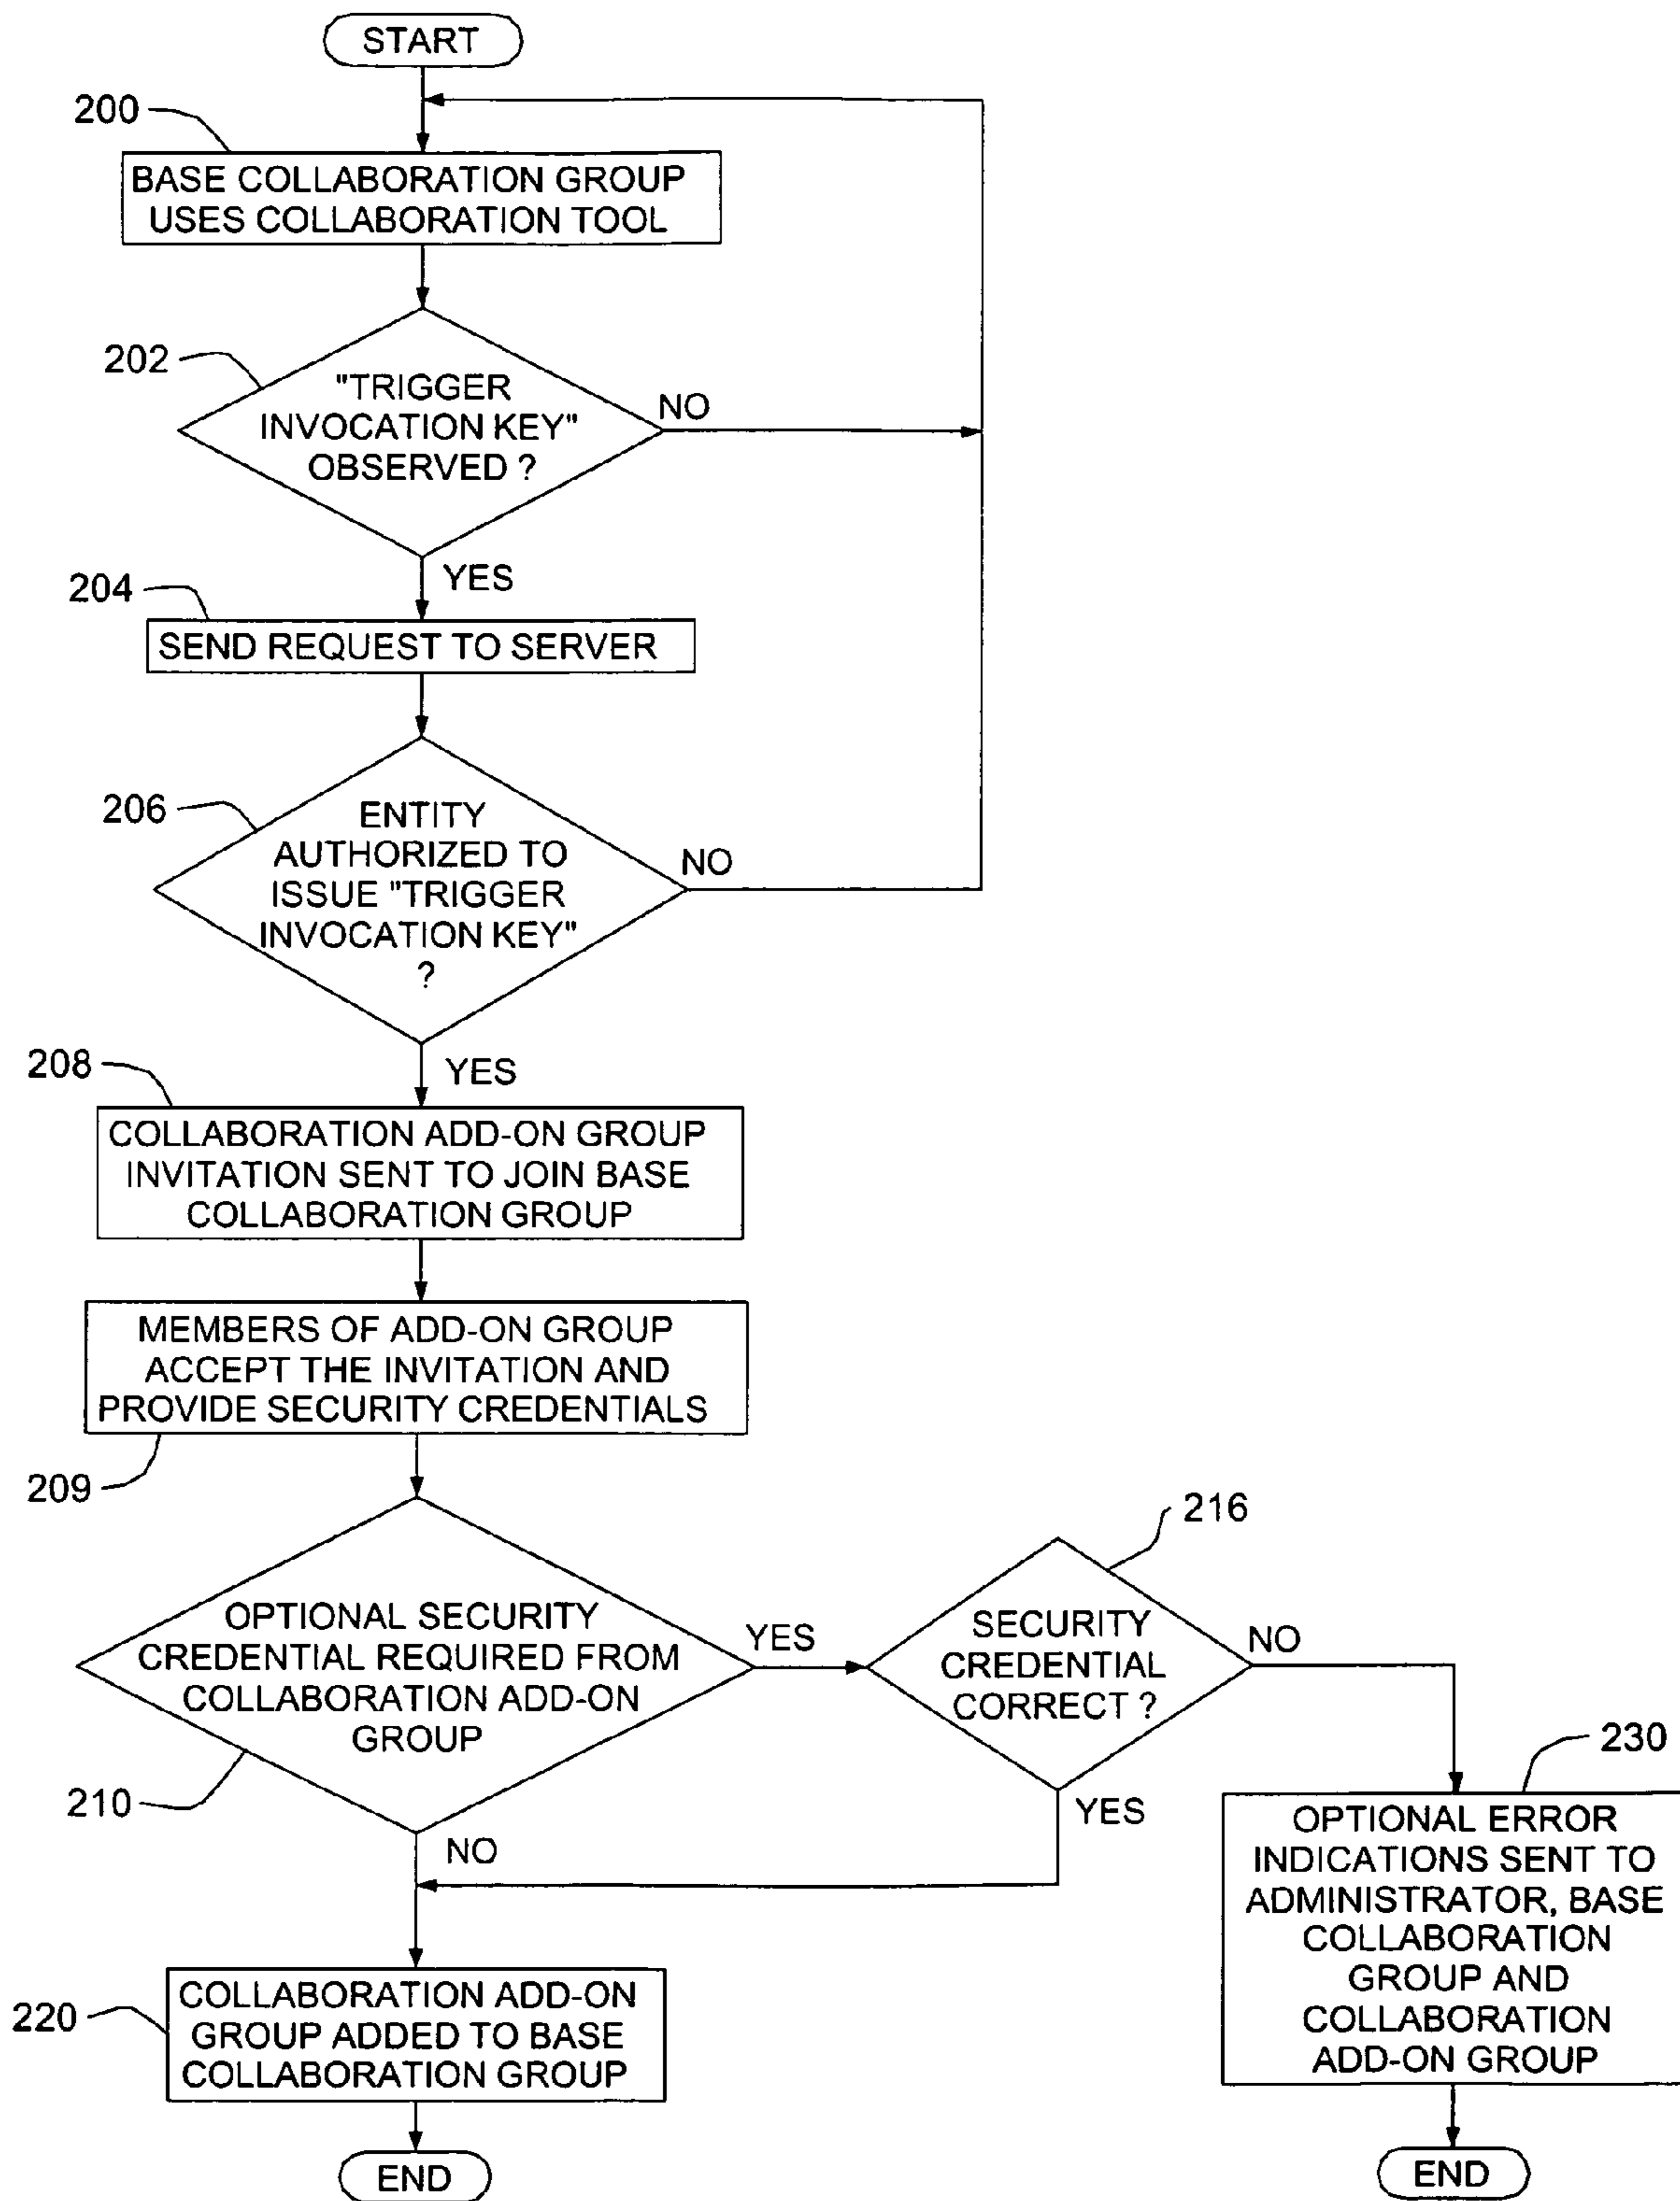 START
200
BASE COLLABORATION GROUP
USES COLLABORATION TOOL
202
"TRIGGER
INVOCATION KEY"
OBSERVED ?
NO
YES
204
SEND REQUEST TO SERVER
206
ENTITY
AUTHORIZED TO
ISSUE "TRIGGER
INVOCATION KEY"
?
NO
YES
208
COLLABORATION ADD-ON GROUP
INVITATION SENT TO JOIN BASE
COLLABORATION GROUP
MEMBERS OF ADD-ON GROUP
ACCEPT THE INVITATION AND
PROVIDE SECURITY CREDENTIALS
209
OPTIONAL SECURITY
CREDENTIAL REQUIRED FROM
COLLABORATION ADD-ON
GROUP
210
YES
NO
216
SECURITY
CREDENTIAL
CORRECT ?
NO
YES
230
OPTIONAL ERROR
INDICATIONS SENT TO
ADMINISTRATOR, BASE
COLLABORATION
GROUP AND
COLLABORATION
ADD-ON GROUP
220
COLLABORATION ADD-ON
GROUP ADDED TO BASE
COLLABORATION GROUP
END
END